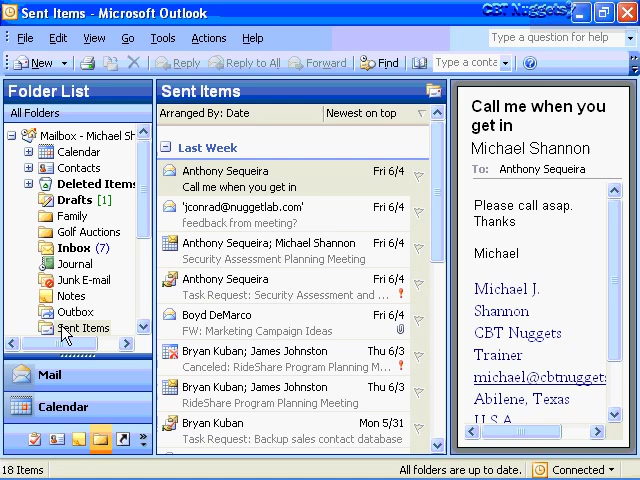 Sent Items - Microsoft Outlook
CBT Nuggets
File Edit View Go Tools Actions Help
Type a question for help
New Reply Reply to All Forward Find Type a conta
Folder List
All Folders
Mailbox - Michael Sh
Calendar
Contacts
Deleted Items
Drafts [1]
Family
Golf Auctions
Inbox (7)
Journal
Junk E-mail
Notes
Outbox
Sent Items
Mail
Calendar
Sent Items
Arranged By: Date Newest on top
Last Week
Anthony Sequeira Fri 6/4
Call me when you get in
'jconrad@nuggetlab.com' Fri 6/4
feedback from meeting?
Anthony Sequeira; Michael Shannon Fri 6/4
Security Assessment Planning Meeting
Anthony Sequeira Fri 6/4
Task Request: Security Assessment and ...
Boyd DeMarco Fri 6/4
FW: Marketing Campaign Ideas
Bryan Kuban; James Johnston Thu 6/3
Canceled: RideShare Program Planning M...
Bryan Kuban; James Johnston Thu 6/3
RideShare Program Planning Meeting
Bryan Kuban Mon 5/31
Task Request: Backup sales contact database
Call me when you
get in
Michael Shannon
To: Anthony Sequeira
Please call asap.
Thanks
Michael
Michael J.
Shannon
CBT Nuggets
Trainer
michael@cbtnuggets
Abilene, Texas
U.S.A
18 Items
All folders are up to date. Connected